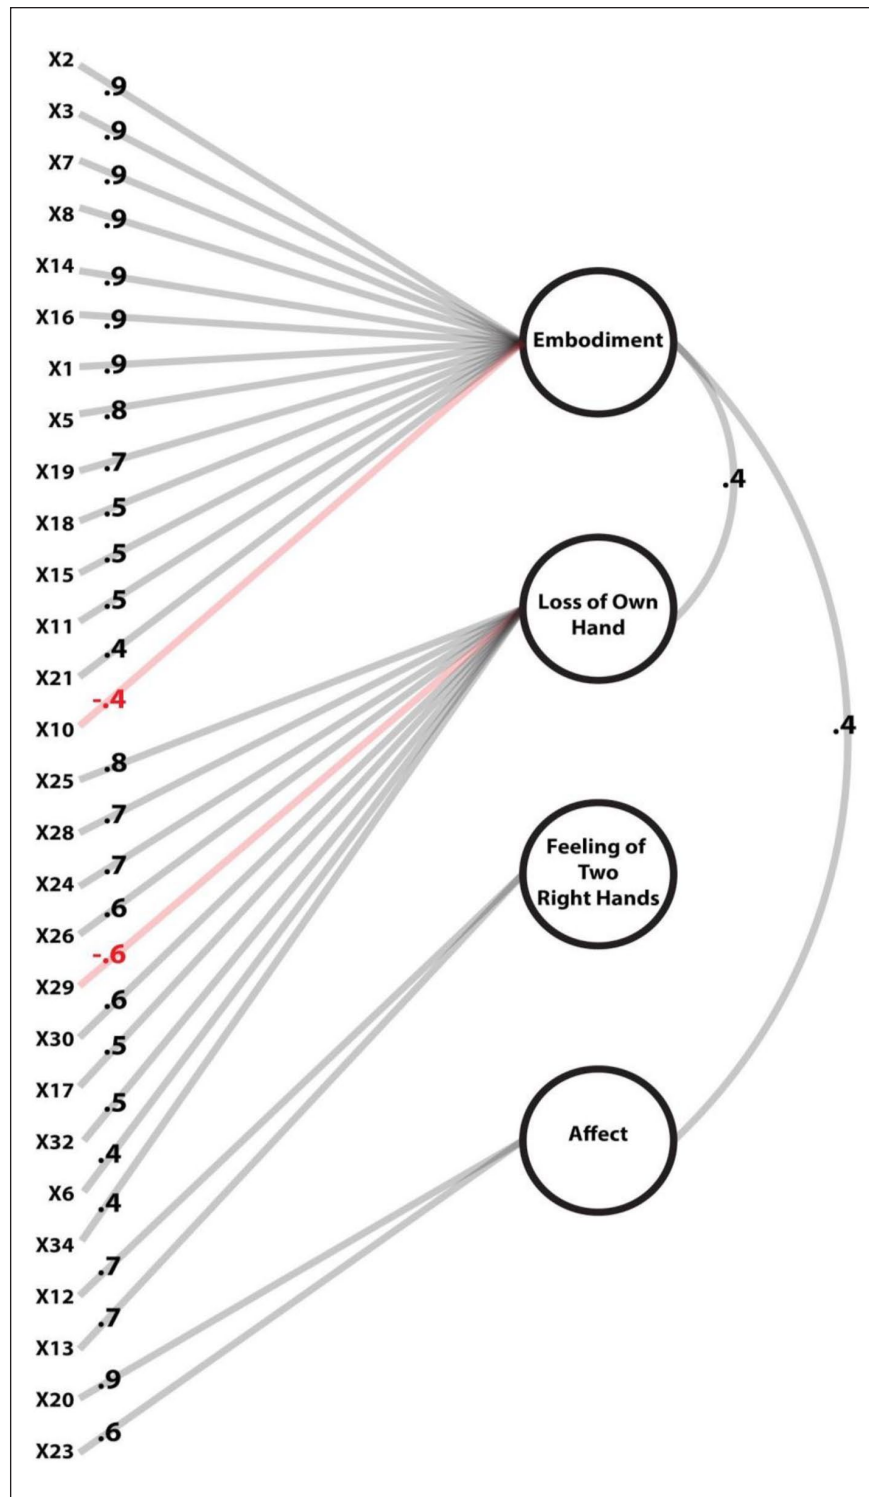 X2
.9
X3
.9
X7
.9
X8
.9
X14
.9
X16
.9
X1
.9
X5
.8
X19
.7
X18
.5
X15
.5
X11
.5
X21
.4
X10
-.4
X25
.8
X28
.7
X24
.7
X26
.6
X29
-.6
X30
.6
X17
.5
X32
.5
X6
.4
X34
.4
X12
.7
X13
.7
X20
.9
X23
.6
Embodiment
Loss of Own
Hand
Feeling of
Two
Right Hands
Affect
.4
.4